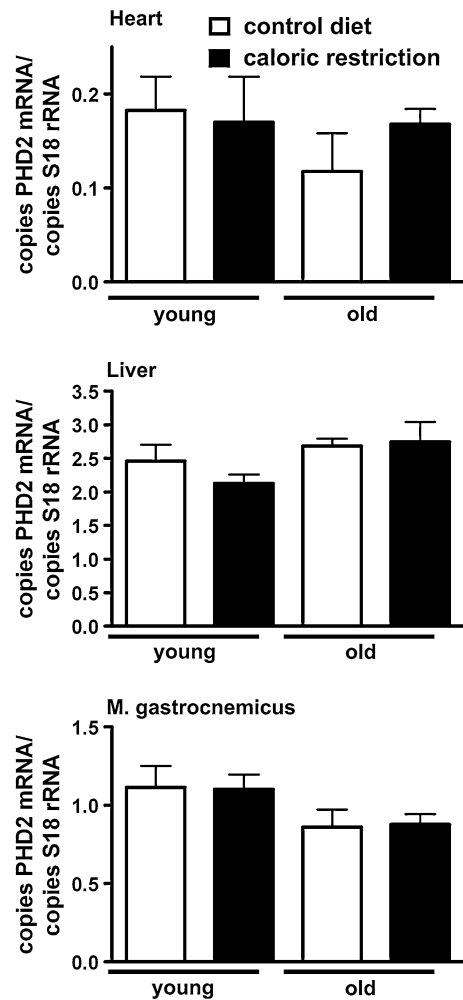 Heart
control diet
caloric restriction
copies PHD2 mRNA/
copies S18 rRNA
0.2
0.1
0.0
young
old
Liver
copies PHD2 mRNA/
copies S18 rRNA
3.5
3.0
2.5
2.0
1.5
1.0
0.5
0.0
young
old
M. gastrocnemicus
copies PHD2 mRNA/
copies S18 rRNA
1.5
1.0
0.5
0.0
young
old